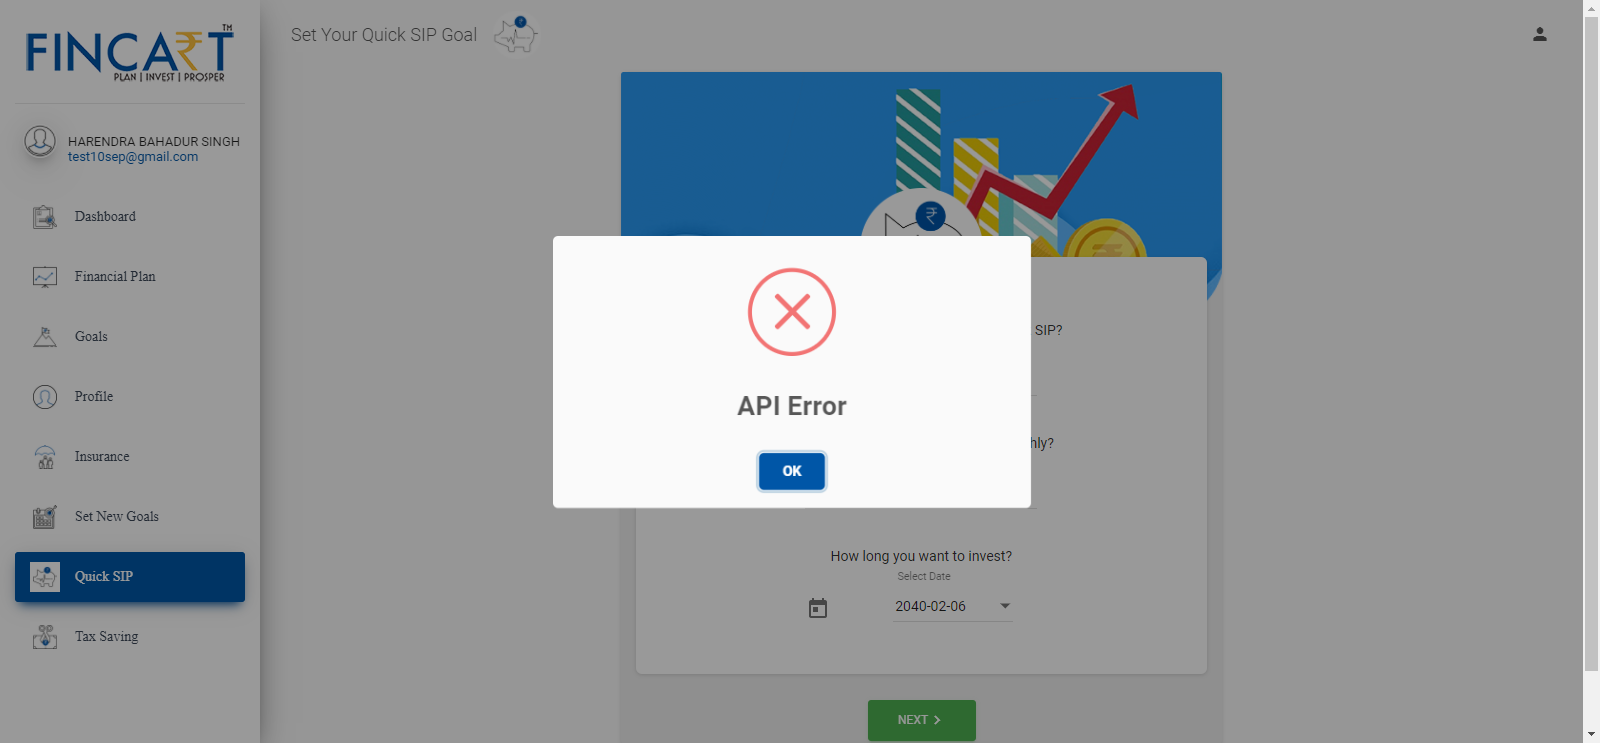 FINCART™
PLAN | INVEST | PROSPER
HARENDRA BAHADUR SINGH
test10sep@gmail.com
Dashboard
Financial Plan
Goals
Profile
Insurance
Set New Goals
Quick SIP
Tax Saving
Set Your Quick SIP Goal
SIP?
hly?
API Error
OK
How long you want to invest?
Select Date
2040-02-06
NEXT